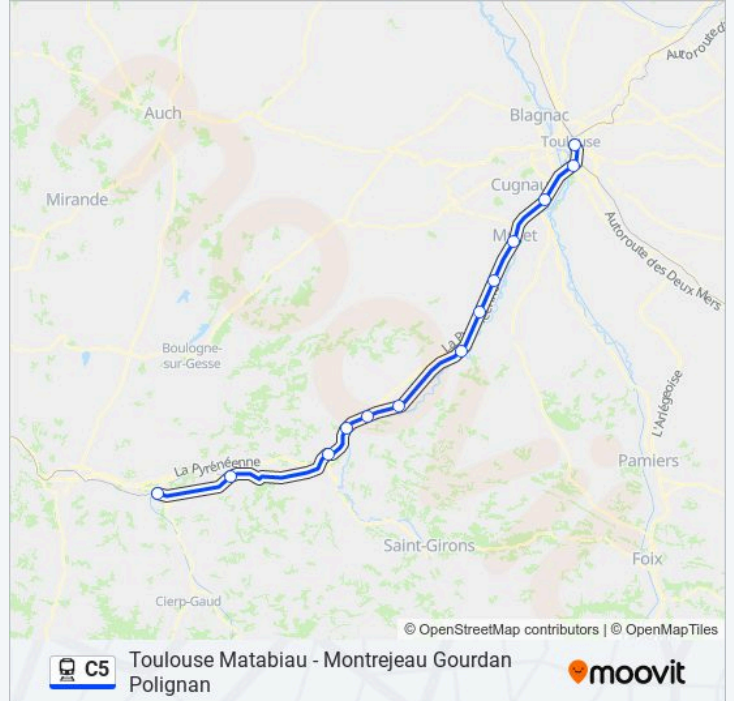 Autoroute d
Auch
Blagnac
Toulouse
Mirande
Cugnau
Muret
Autoroute des Deux Mers
Boulogne-
sur-Gesse
L'Ariégeoise
La Pyrénéenne
Pamiers
Saint-Girons
Foix
Cierp-Gaud
© OpenStreetMap contributors | © OpenMapTiles
C5
Toulouse Matabiau - Montrejeau Gourdan
Polignan
moovit